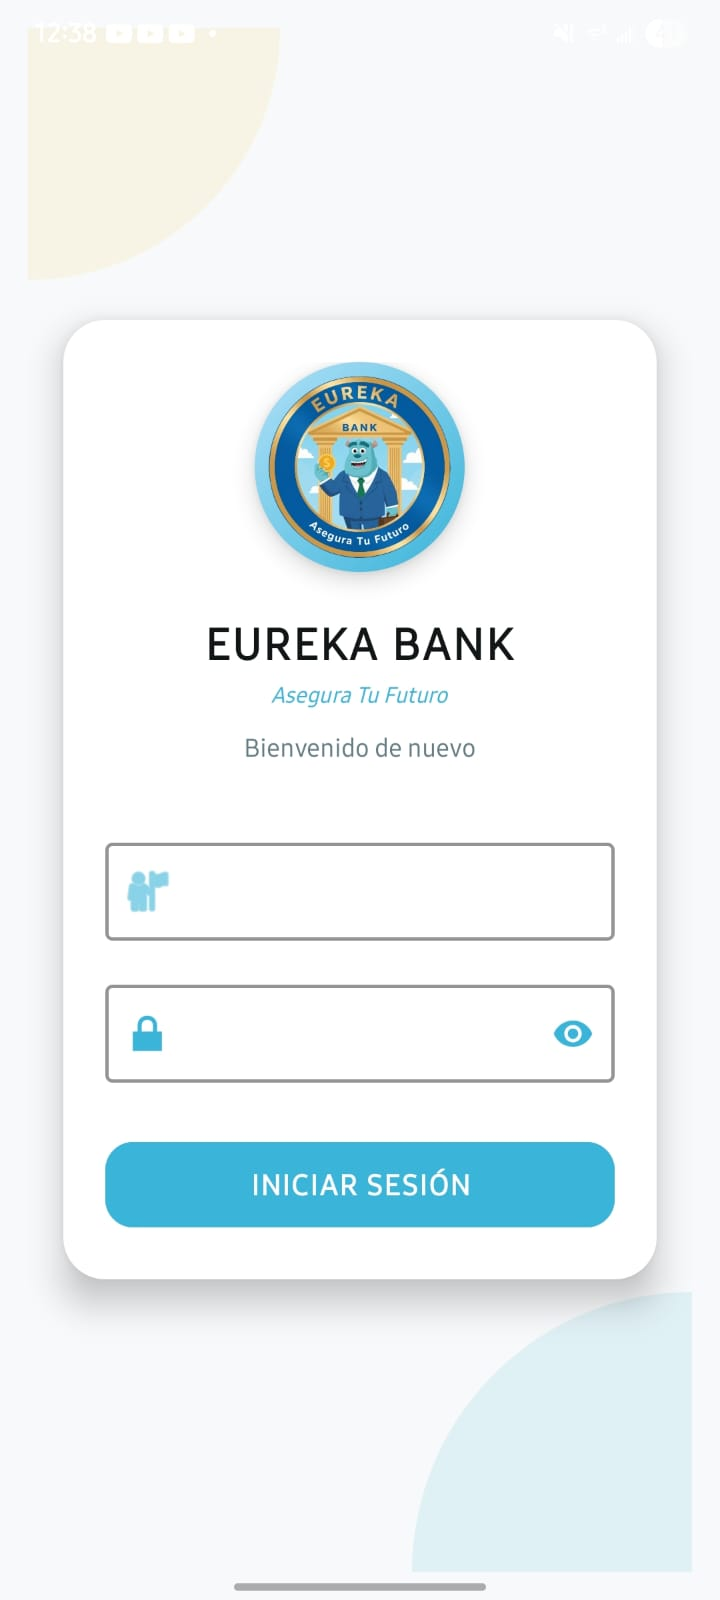 12:38
EUREKA
BANK
Asegura Tu Futuro
EUREKA BANK
Asegura Tu Futuro
Bienvenido de nuevo
INICIAR SESIÓN